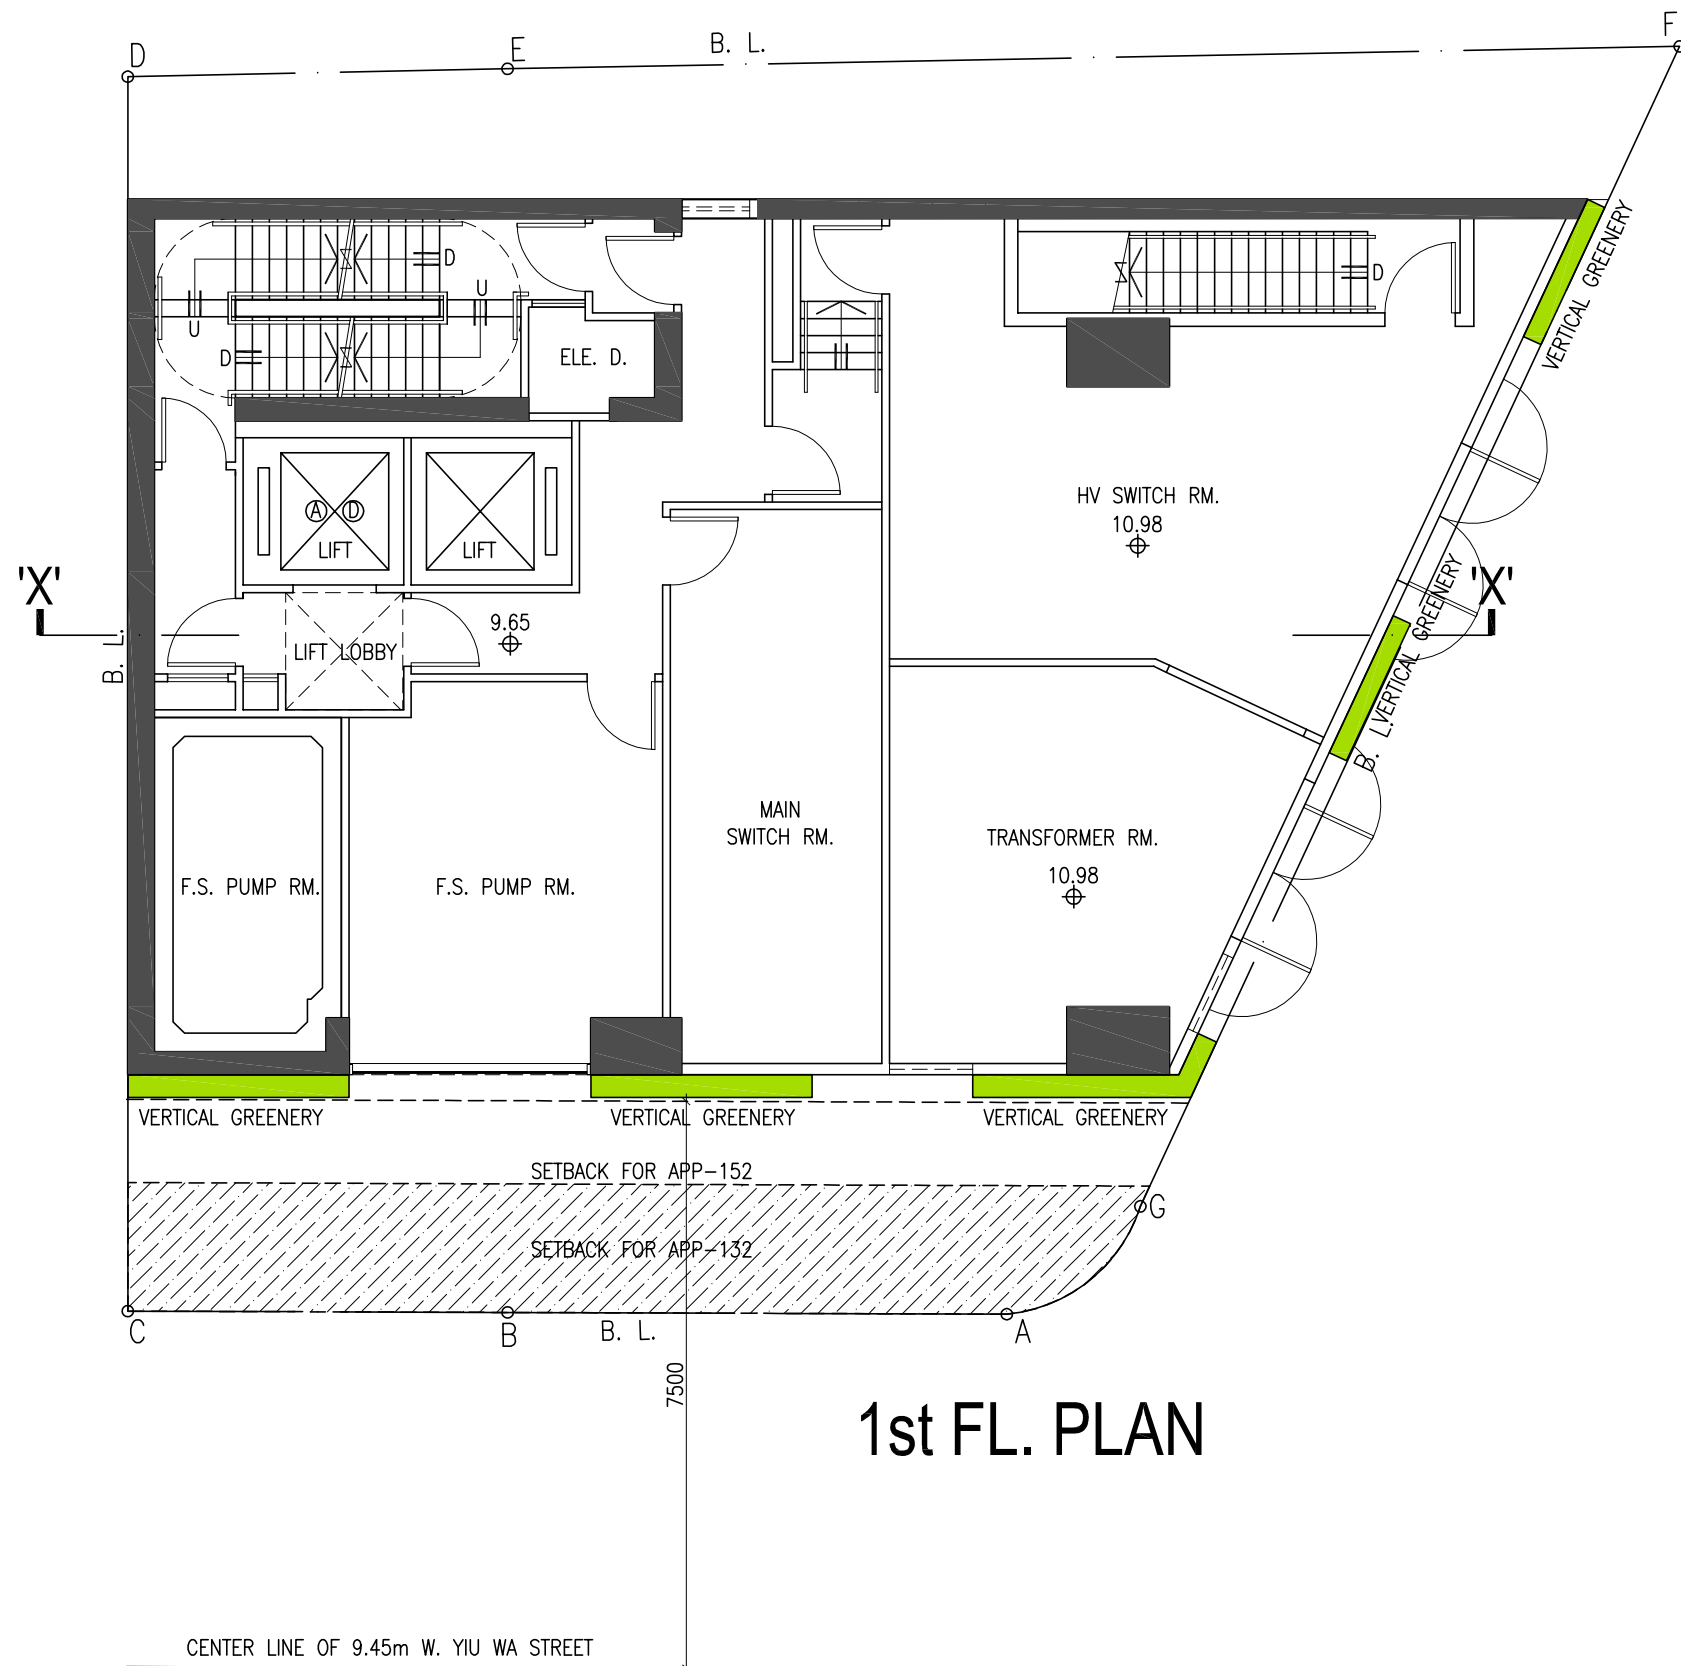 D
E
B. L.
F
VERTICAL GREENERY
D
U
U
D
D
ELE. D.
A D
LIFT
LIFT
HV SWITCH RM.
10.98
'X'
VERTICAL GREENERY
'X'
B. L.
9.65
LIFT LOBBY
B. L.
MAIN
SWITCH RM.
TRANSFORMER RM.
10.98
F.S. PUMP RM.
F.S. PUMP RM.
VERTICAL GREENERY
VERTICAL GREENERY
VERTICAL GREENERY
SETBACK FOR APP-152
G
SETBACK FOR APP-132
C
B
B. L.
A
7500
1st FL. PLAN
CENTER LINE OF 9.45m W. YIU WA STREET